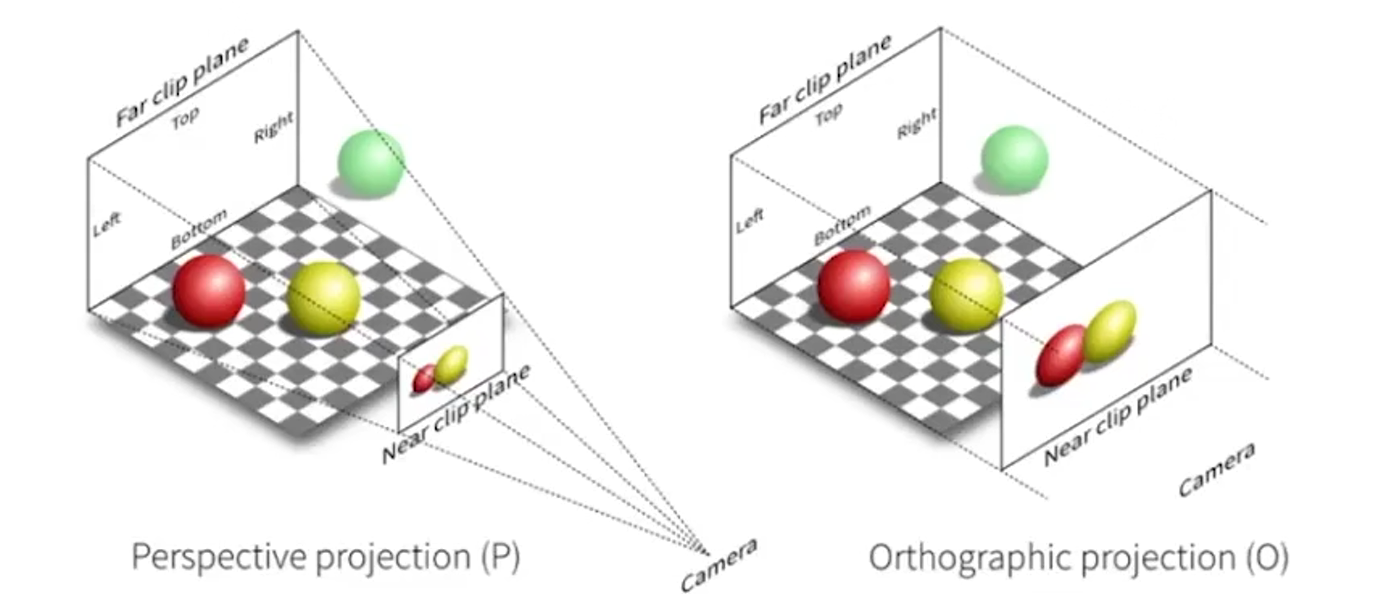 Far clip plane
Top
Right
Left
Bottom
Near clip plane
Camera
Perspective projection (P)
Far clip plane
Top
Right
Left
Bottom
Near clip plane
Camera
Orthographic projection (O)